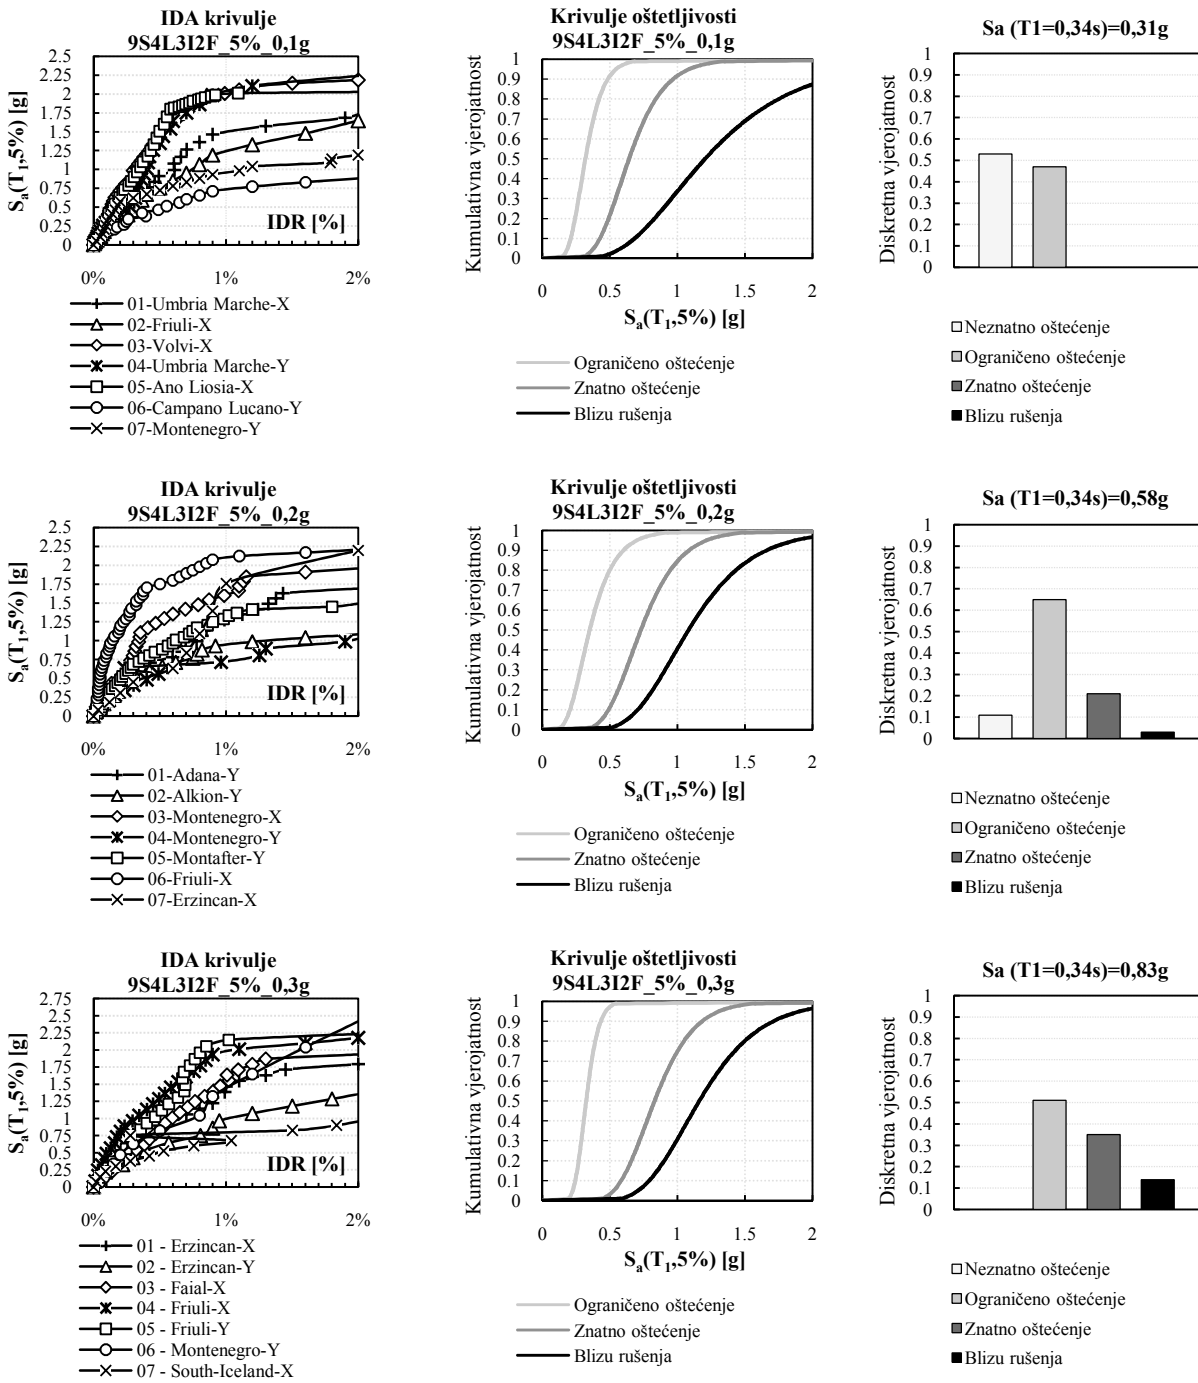 IDA krivulje
9S4L3I2F_5%_0,1g
2.5
2.25
2
1.75
1.5
1.25
1
0.75
0.5
0.25
0
Sa(T1,5%) [g]
IDR [%]
0% 1% 2%
01-Umbria Marche-X
02-Friuli-X
03-Volvi-X
04-Umbria Marche-Y
05-Ano Liosia-X
06-Campano Lucano-Y
07-Montenegro-Y
Krivulje oštetljivosti
9S4L3I2F_5%_0,1g
Kumulativna vjerojatnost
1
0.9
0.8
0.7
0.6
0.5
0.4
0.3
0.2
0.1
0
0 0.5 1 1.5 2
Sa(T1,5%) [g]
Ograničeno oštećenje
Znatno oštećenje
Blizu rušenja
Sa (T1=0,34s)=0,31g
Diskretna vjerojatnost
1
0.9
0.8
0.7
0.6
0.5
0.4
0.3
0.2
0.1
0
Neznatno oštećenje
Ograničeno oštećenje
Znatno oštećenje
Blizu rušenja
IDA krivulje
9S4L3I2F_5%_0,2g
2.5
2.25
2
1.75
1.5
1.25
1
0.75
0.5
0.25
0
Sa(T1,5%) [g]
IDR [%]
0% 1% 2%
01-Adana-Y
02-Alkion-Y
03-Montenegro-X
04-Montenegro-Y
05-Montafter-Y
06-Friuli-X
07-Erzincan-X
Krivulje oštetljivosti
9S4L3I2F_5%_0,2g
Kumulativna vjerojatnost
1
0.9
0.8
0.7
0.6
0.5
0.4
0.3
0.2
0.1
0
0 0.5 1 1.5 2
Sa(T1,5%) [g]
Ograničeno oštećenje
Znatno oštećenje
Blizu rušenja
Sa (T1=0,34s)=0,58g
Diskretna vjerojatnost
1
0.9
0.8
0.7
0.6
0.5
0.4
0.3
0.2
0.1
0
Neznatno oštećenje
Ograničeno oštećenje
Znatno oštećenje
Blizu rušenja
IDA krivulje
9S4L3I2F_5%_0,3g
2.75
2.5
2.25
2
1.75
1.5
1.25
1
0.75
0.5
0.25
0
Sa(T1,5%) [g]
IDR [%]
0% 1% 2%
01 - Erzincan-X
02 - Erzincan-Y
03 - Faial-X
04 - Friuli-X
05 - Friuli-Y
06 - Montenegro-Y
07 - South-Iceland-X
Krivulje oštetljivosti
9S4L3I2F_5%_0,3g
Kumulativna vjerojatnost
1
0.9
0.8
0.7
0.6
0.5
0.4
0.3
0.2
0.1
0
0 0.5 1 1.5 2
Sa(T1,5%) [g]
Ograničeno oštećenje
Znatno oštećenje
Blizu rušenja
Sa (T1=0,34s)=0,83g
Diskretna vjerojatnost
1
0.9
0.8
0.7
0.6
0.5
0.4
0.3
0.2
0.1
0
Neznatno oštećenje
Ograničeno oštećenje
Znatno oštećenje
Blizu rušenja